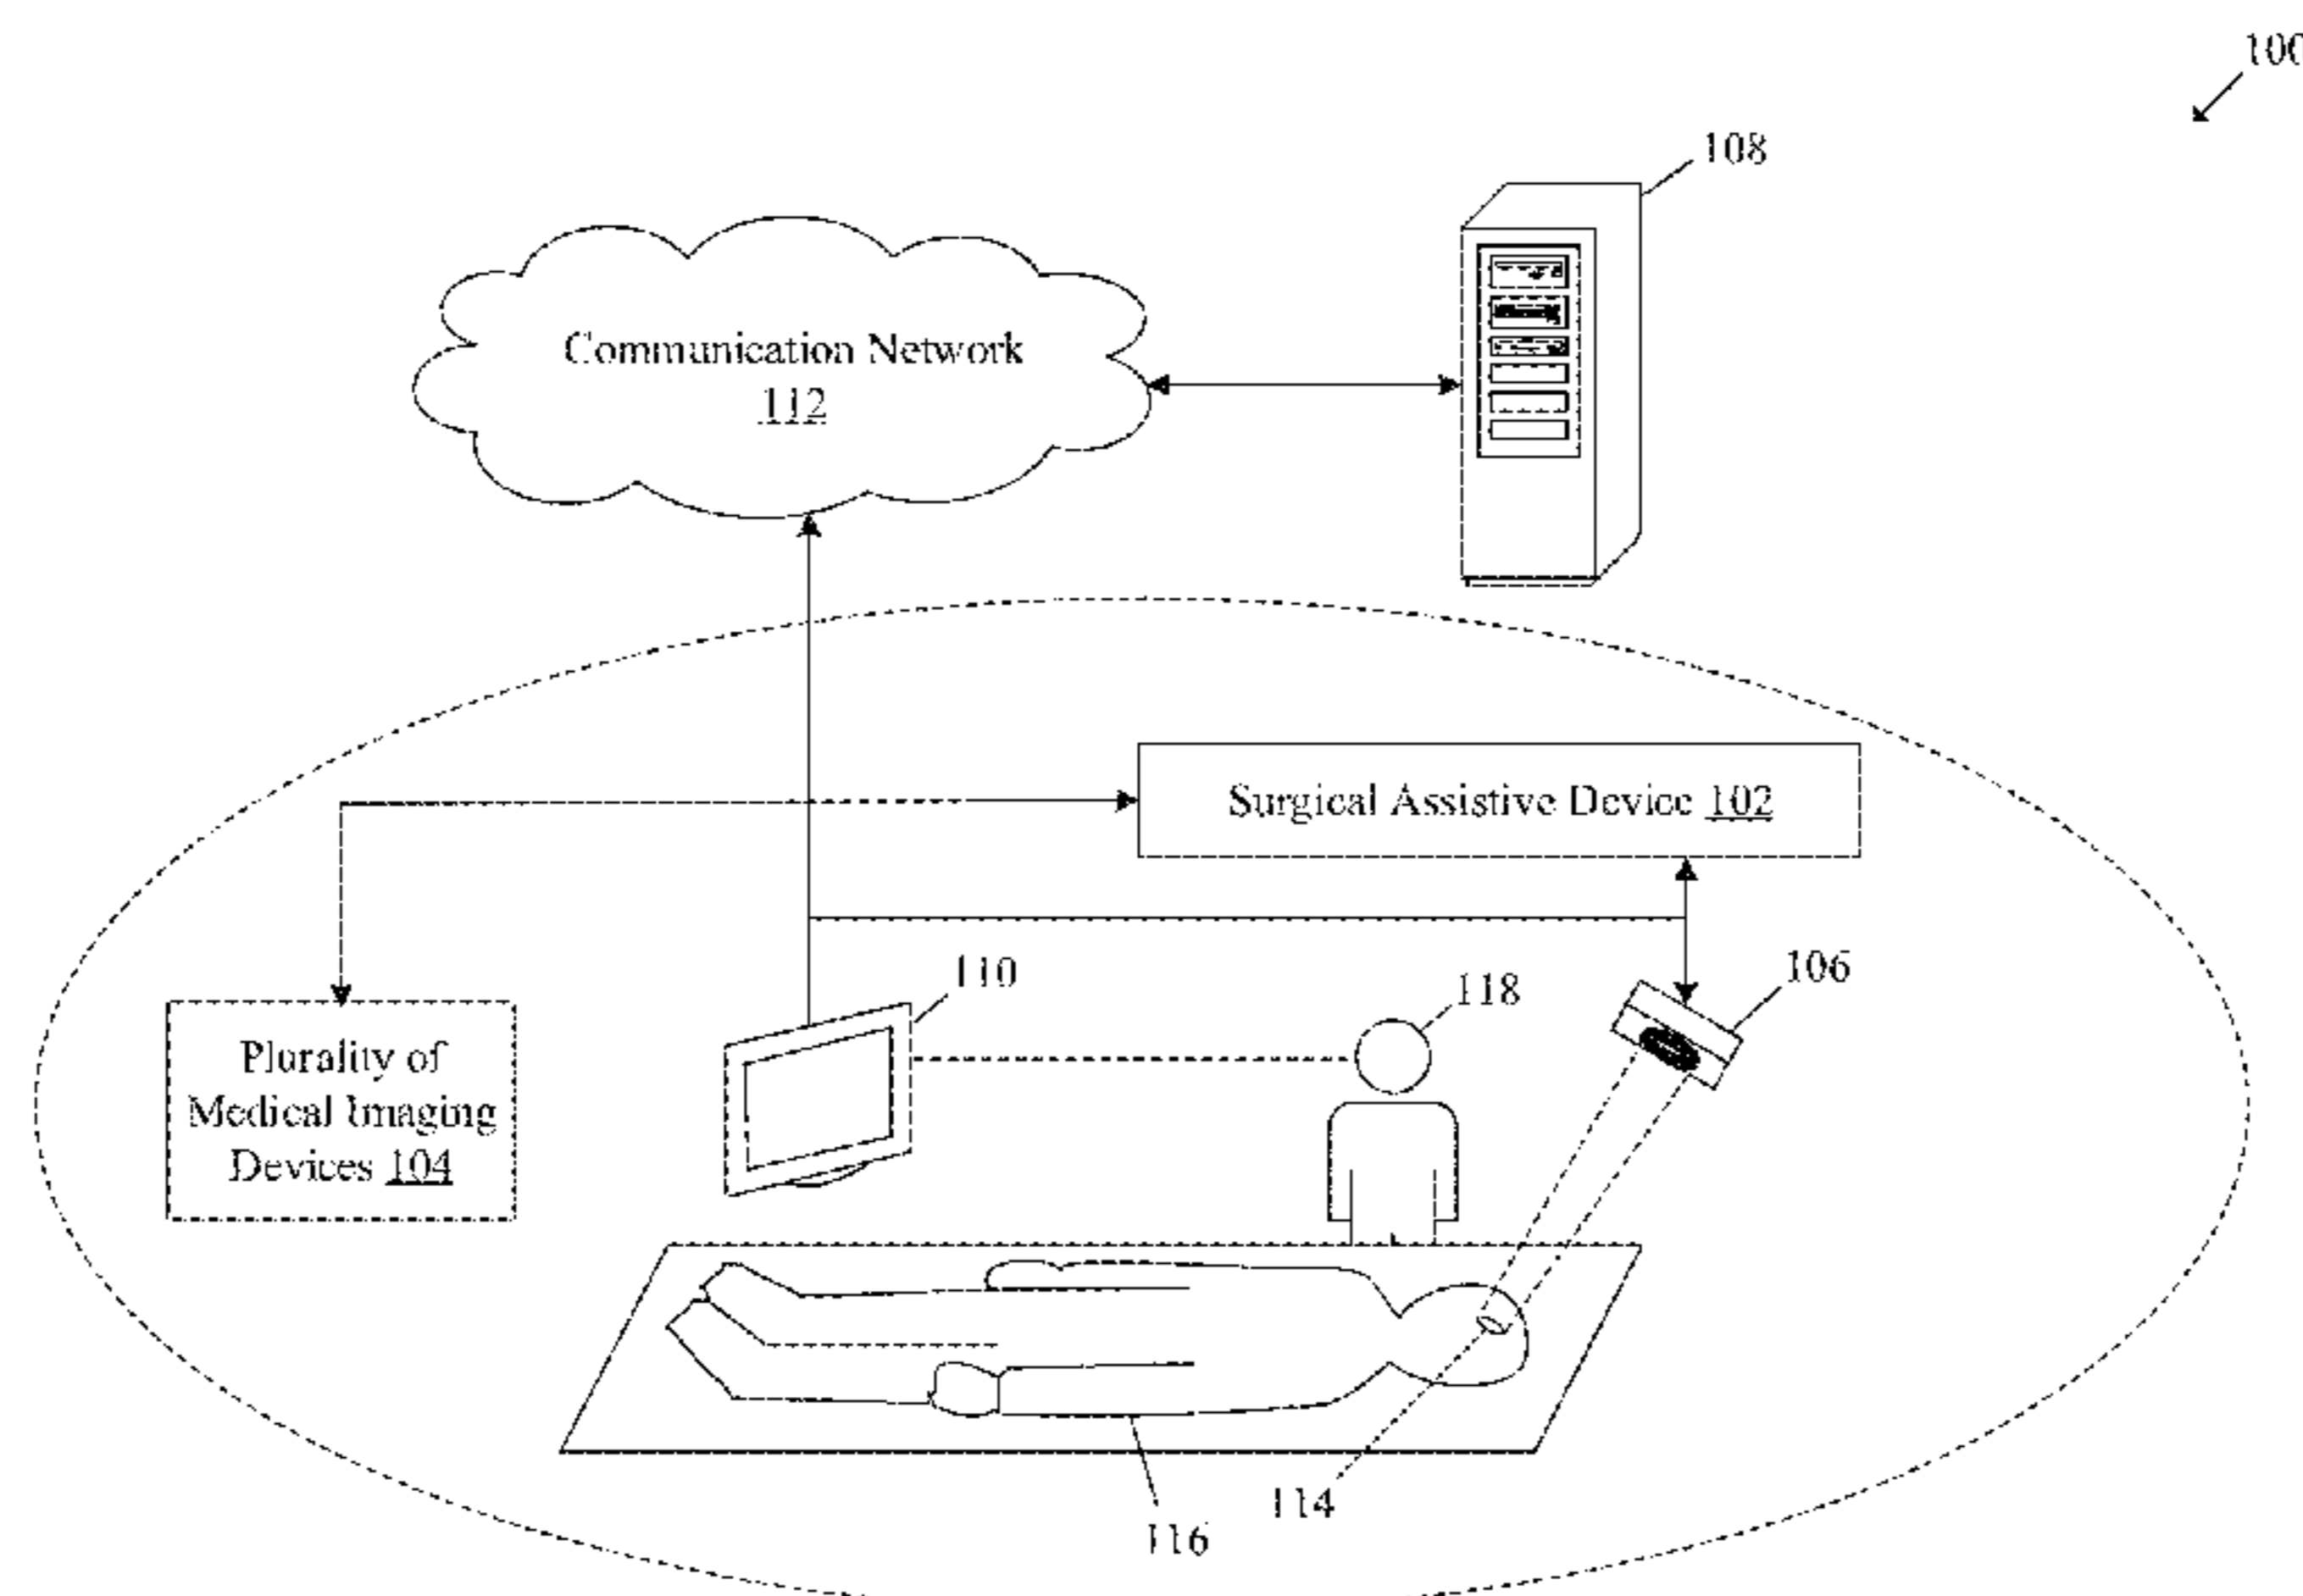 100
108
Communication Network
112
Surgical Assistive Device 102
110
118
106
Plurality of
Medical Imaging
Devices 104
114
116